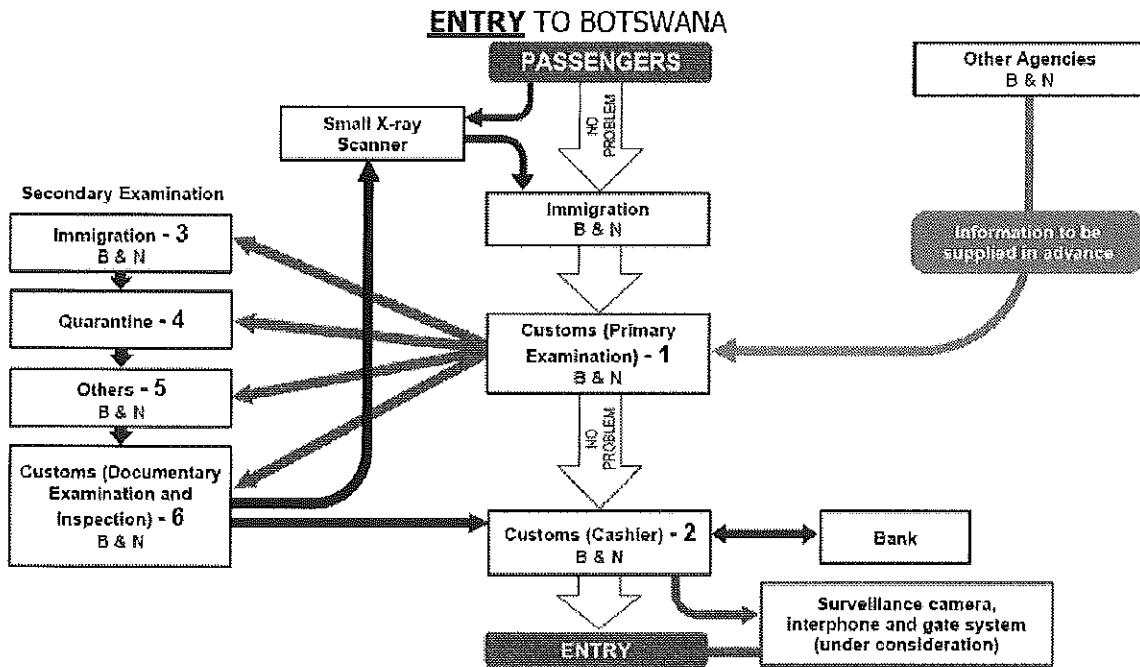 ENTRY TO BOTSWANA
PASSENGERS
Other Agencies
B & N
Small X-ray
Scanner
NO
PROBLEM
Secondary Examination
Immigration
B & N
Immigration - 3
B & N
Information to be
supplied in advance
Quarantine - 4
Customs (Primary
Examination) - 1
B & N
Others - 5
B & N
NO
PROBLEM
Customs (Documentary
Examination and
Inspection) - 6
B & N
Customs (Cashier) - 2
B & N
Bank
Surveillance camera,
interphone and gate system
(under consideration)
ENTRY